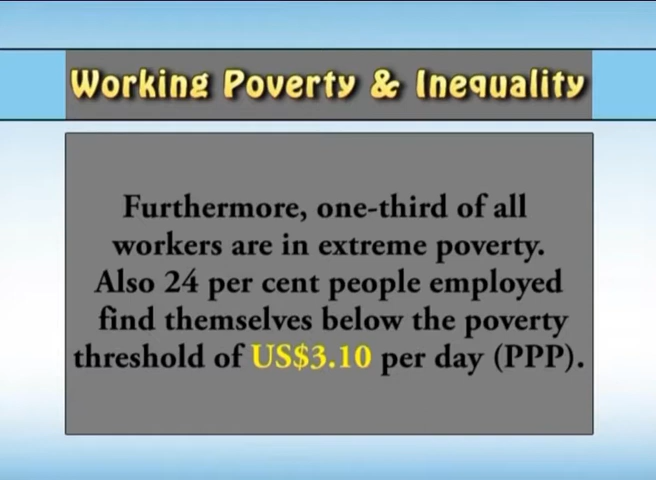 Working Poverty & Inequality
Furthermore, one-third of all
workers are in extreme poverty.
Also 24 per cent people employed
find themselves below the poverty
threshold of US$3.10 per day (PPP).